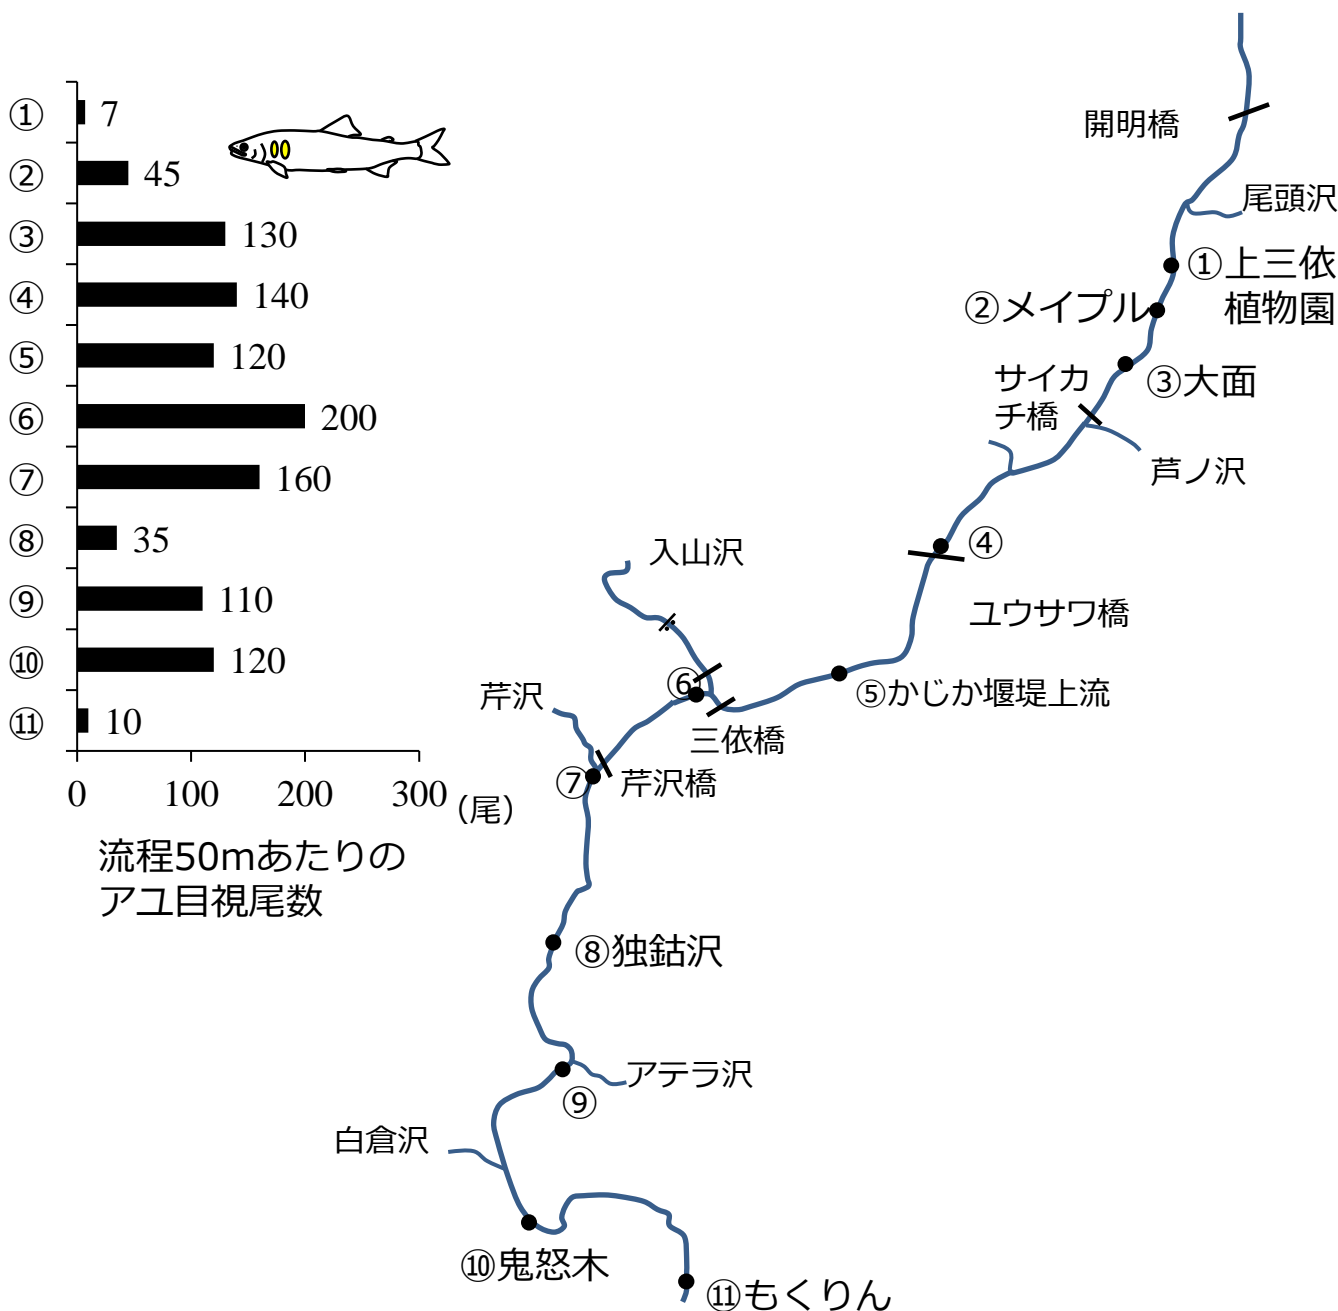 ① 7
② 45
③ 130
④ 140
⑤ 120
⑥ 200
⑦ 160
⑧ 35
⑨ 110
⑩ 120
⑪ 10
0 100 200 300 (尾)
流程50mあたりの
アユ目視尾数
開明橋
尾頭沢
①上三依
植物園
②メイプル
③大面
サイカ
チ橋
芦ノ沢
④
ユウサワ橋
入山沢
⑤かじか堰堤上流
⑥
三依橋
芹沢
⑦
芹沢橋
⑧独鈷沢
アテラ沢
⑨
白倉沢
⑩鬼怒木
⑪もくりん